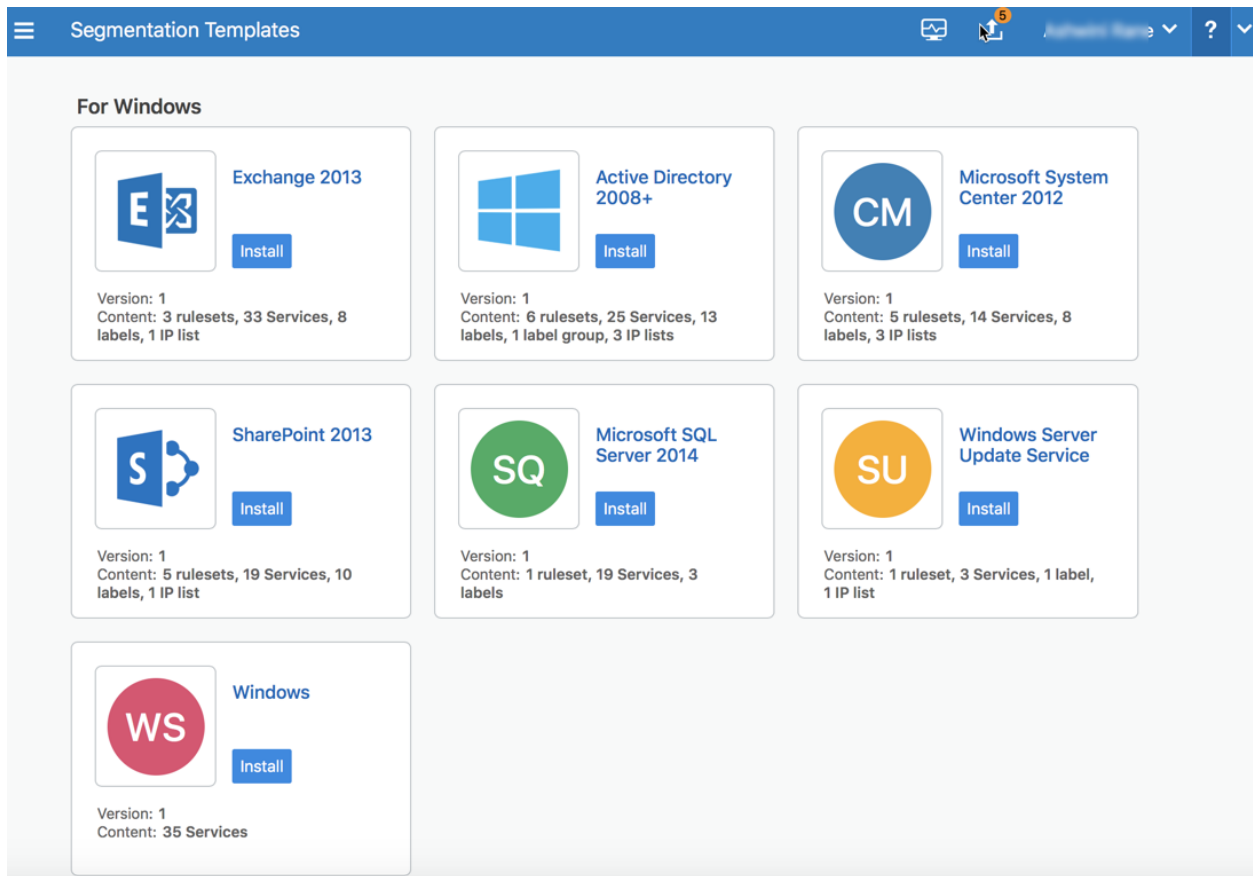 Segmentation Templates
5
?
For Windows
E
Exchange 2013
Install
Version: 1
Content: 3 rulesets, 33 Services, 8
labels, 1 IP list
Active Directory
2008+
Install
Version: 1
Content: 6 rulesets, 25 Services, 13
labels, 1 label group, 3 IP lists
CM
Microsoft System
Center 2012
Install
Version: 1
Content: 5 rulesets, 14 Services, 8
labels, 3 IP lists
S
SharePoint 2013
Install
Version: 1
Content: 5 rulesets, 19 Services, 10
labels, 1 IP list
SQ
Microsoft SQL
Server 2014
Install
Version: 1
Content: 1 ruleset, 19 Services, 3
labels
SU
Windows Server
Update Service
Install
Version: 1
Content: 1 ruleset, 3 Services, 1 label,
1 IP list
WS
Windows
Install
Version: 1
Content: 35 Services